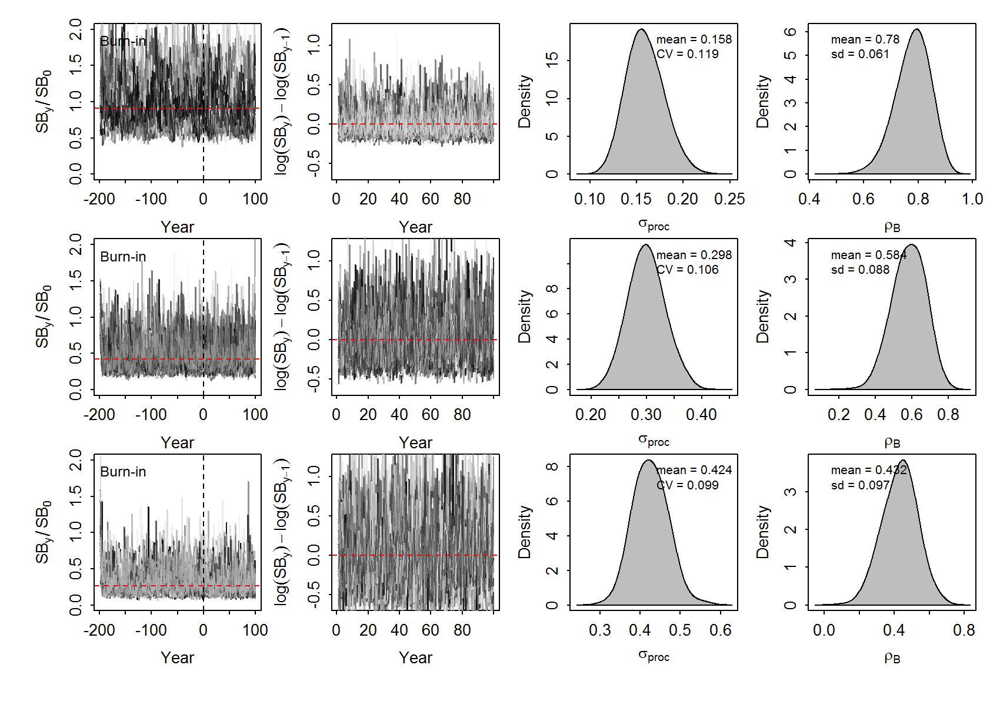 SBy/ SB0
0.0 0.5 1.0 1.5 2.0
Burn-in
-200 -100 0 100
Year
log(SBy) − log(SBy−1)
-0.5 0.0 0.5 1.0
0 20 40 60 80
Year
Density
0 5 10 15
mean = 0.158
CV = 0.119
0.10 0.15 0.20 0.25
σproc
Density
0 1 2 3 4 5 6
mean = 0.78
sd = 0.061
0.4 0.6 0.8 1.0
ρB
SBy/ SB0
0.0 0.5 1.0 1.5 2.0
Burn-in
-200 -100 0 100
Year
log(SBy) − log(SBy−1)
-0.5 0.0 0.5 1.0
0 20 40 60 80
Year
Density
0 2 4 6 8
mean = 0.298
CV = 0.106
0.20 0.30 0.40
σproc
Density
0 1 2 3 4
mean = 0.584
sd = 0.088
0.2 0.4 0.6 0.8
ρB
SBy/ SB0
0.0 0.5 1.0 1.5 2.0
Burn-in
-200 -100 0 100
Year
log(SBy) − log(SBy−1)
-0.5 0.0 0.5 1.0
0 20 40 60 80
Year
Density
0 2 4 6 8
mean = 0.424
CV = 0.099
0.3 0.4 0.5 0.6
σproc
Density
0 1 2 3
mean = 0.432
sd = 0.097
0.0 0.4 0.8
ρB